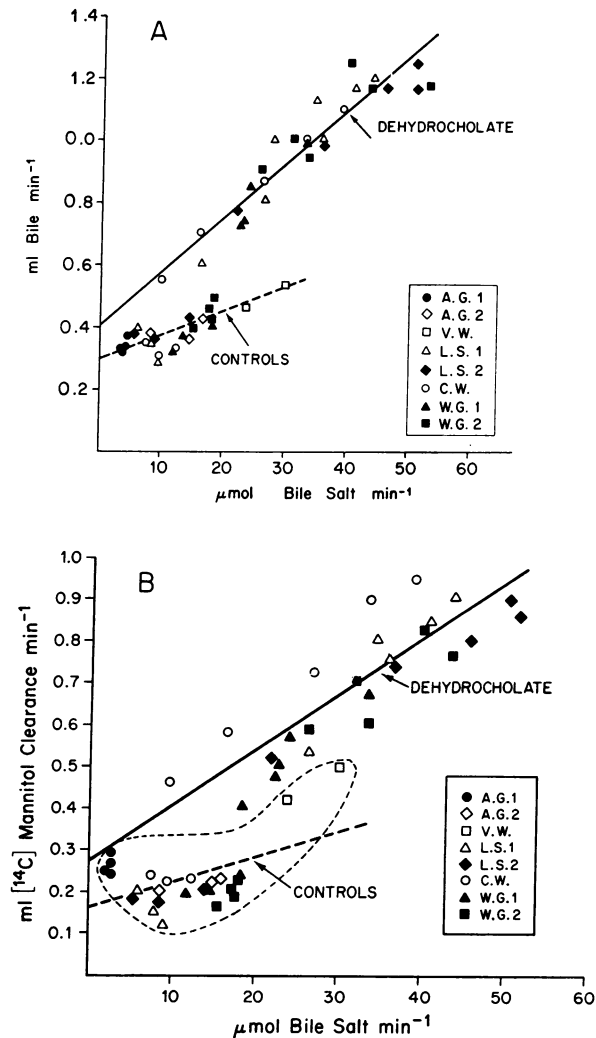 A
1.4
1.2
0.0
0.8
0.6
0.4
0.2
ml Bile min⁻¹
DEHYDROCHOLATE
CONTROLS
A.G.1
A.G.2
V.W.
L.S.1
L.S.2
C.W.
W.G.1
W.G.2
10 20 30 40 50 60
µmol Bile Salt min⁻¹
B
1.0
0.9
0.8
0.7
0.6
0.5
0.4
0.3
0.2
0.1
ml [¹⁴C] Mannitol Clearance min⁻¹
DEHYDROCHOLATE
CONTROLS
A.G.1
A.G.2
V.W.
L.S.1
L.S.2
C.W.
W.G.1
W.G.2
10 20 30 40 50 60
µmol Bile Salt min⁻¹